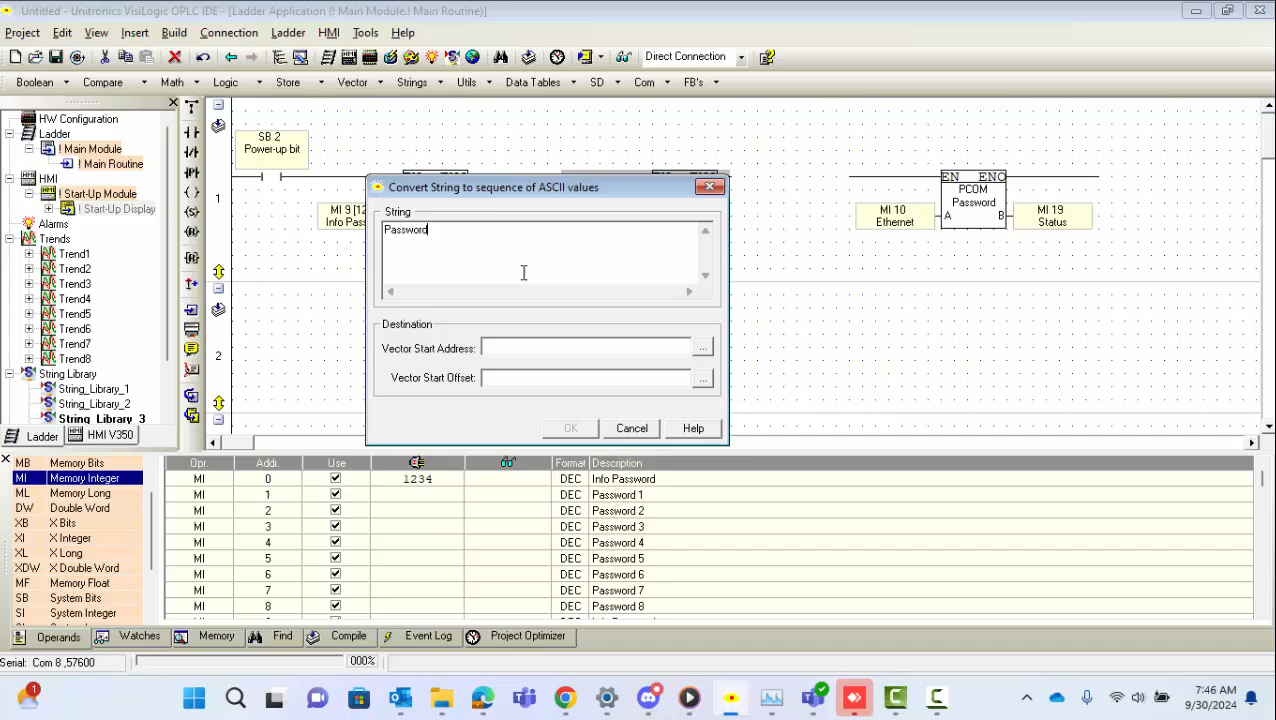 Untitled - Unitronics VisiLogic OPLC IDE - [Ladder Application (! Main Module.! Main Routine)]
Project Edit View Insert Build Connection Ladder HMI Tools Help
Direct Connection
Boolean Compare Math Logic Store Vector Strings Utils Data Tables SD Com FB's
HW Configuration
Ladder
! Main Module
! Main Routine
HMI
! Start-Up Module
! Start-Up Display
Alarms
Trends
Trend1
Trend2
Trend3
Trend4
Trend5
Trend6
Trend7
Trend8
String Library
String_Library_1
String_Library_2
String_Library_3
Ladder HMI V350
1
2
SB 2
Power-up bit
MI 9 [12
Info Pas
EN ENO
PCOM
Password
A B
MI 10
Ethernet
MI 19
Status
Convert String to sequence of ASCII values
String
Password
Destination
Vector Start Address: ...
Vector Start Offset: ...
OK Cancel Help
MB Memory Bits
MI Memory Integer
ML Memory Long
DW Double Word
XB X Bits
XI X Integer
XL X Long
XDW X Double Word
MF Memory Float
SB System Bits
SI System Integer
Opr. Addr. Use Format Description
MI 0 1234 DEC Info Password
MI 1 DEC Password 1
MI 2 DEC Password 2
MI 3 DEC Password 3
MI 4 DEC Password 4
MI 5 DEC Password 5
MI 6 DEC Password 6
MI 7 DEC Password 7
MI 8 DEC Password 8
Operands Watches Memory Find Compile Event Log Project Optimizer
Serial: Com 8 ,57600 000%
1
7:46 AM
9/30/2024